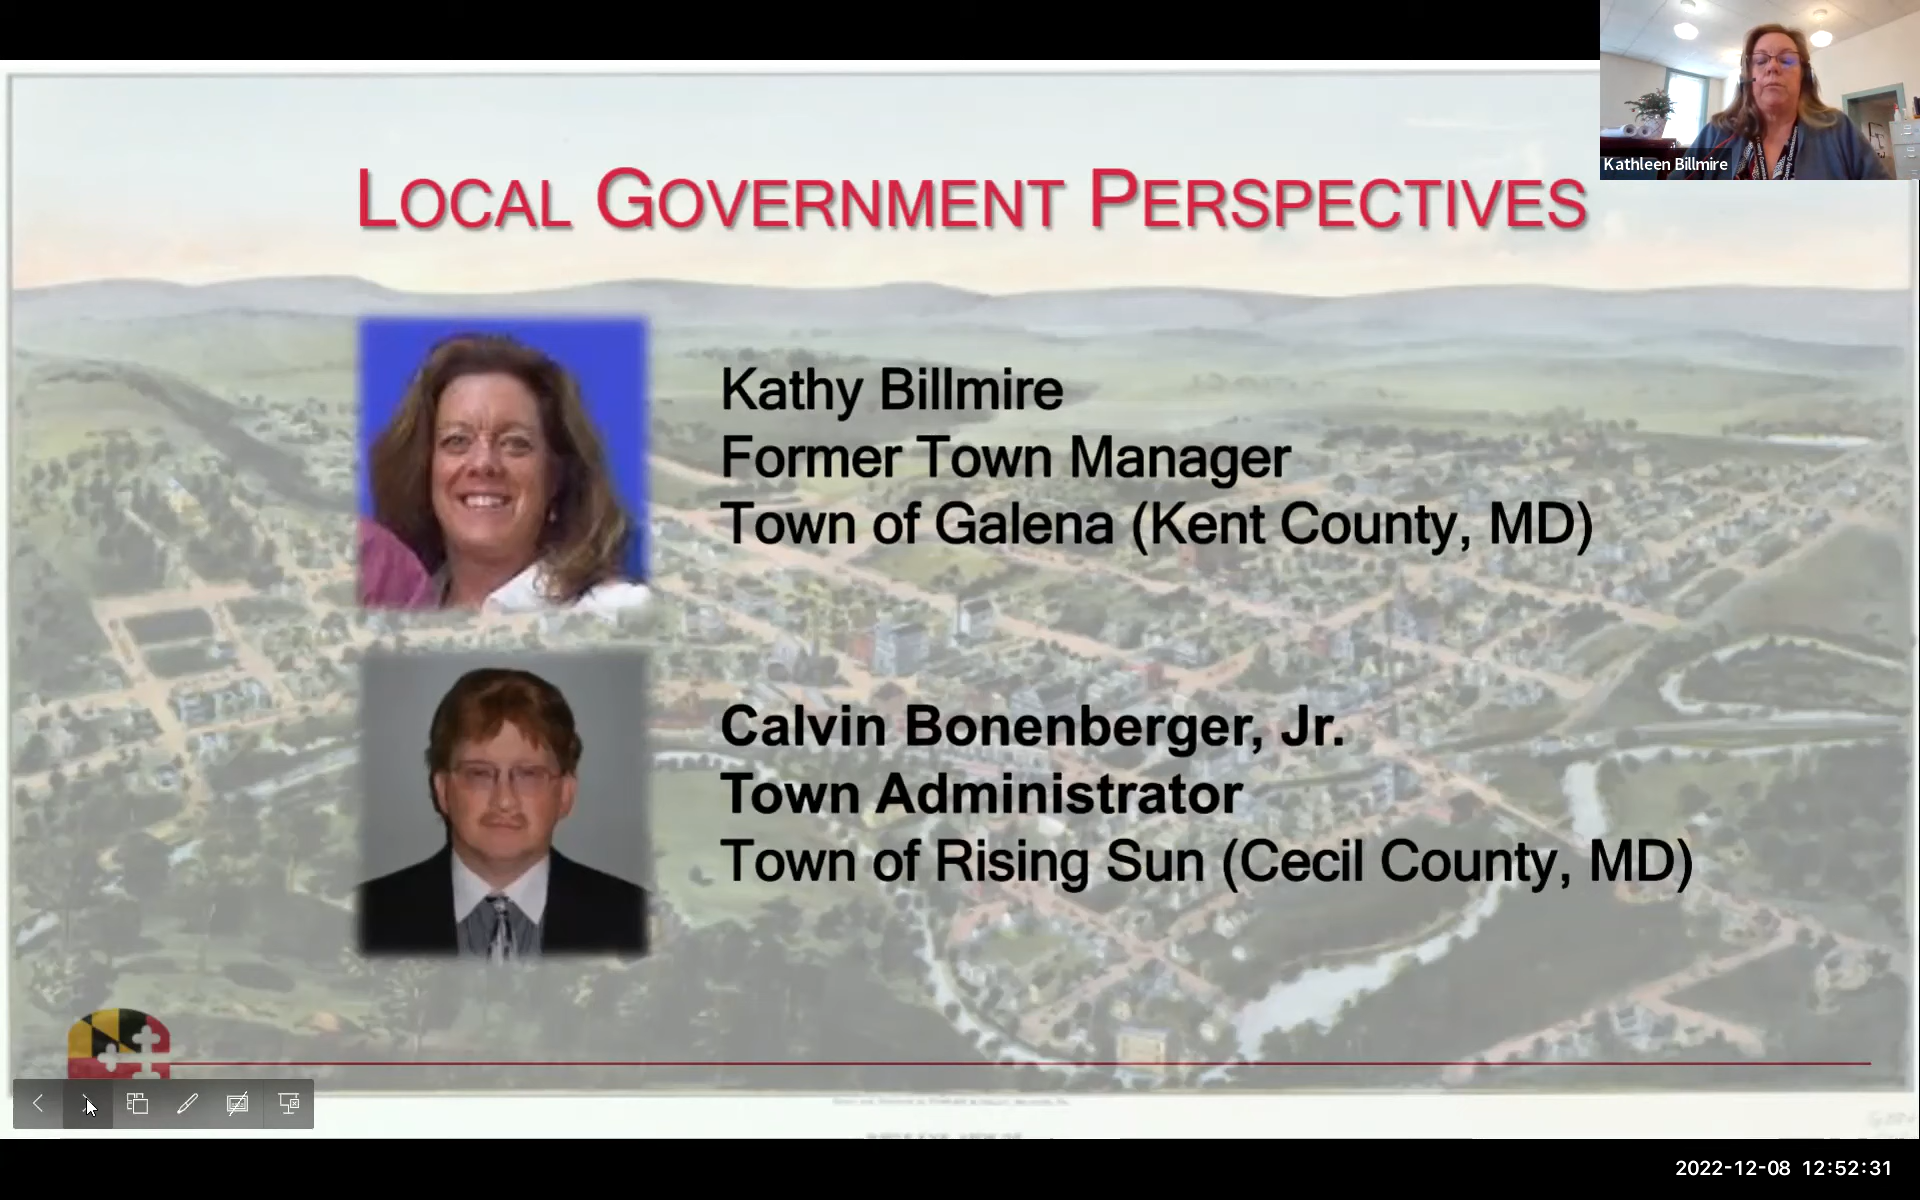 LOCAL GOVERNMENT PERSPECTIVES
Kathleen Billmire
Kathy Billmire
Former Town Manager
Town of Galena (Kent County, MD)
Calvin Bonenberger, Jr.
Town Administrator
Town of Rising Sun (Cecil County, MD)
2022-12-08 12:52:31